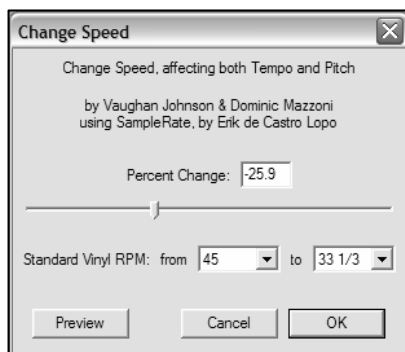 Change Speed
Change Speed, affecting both Tempo and Pitch
by Vaughan Johnson & Dominic Mazzoni
using SampleRate, by Erik de Castro Lopo
Percent Change: -25.9
Standard Vinyl RPM: from 45 to 33 1/3
Preview Cancel OK